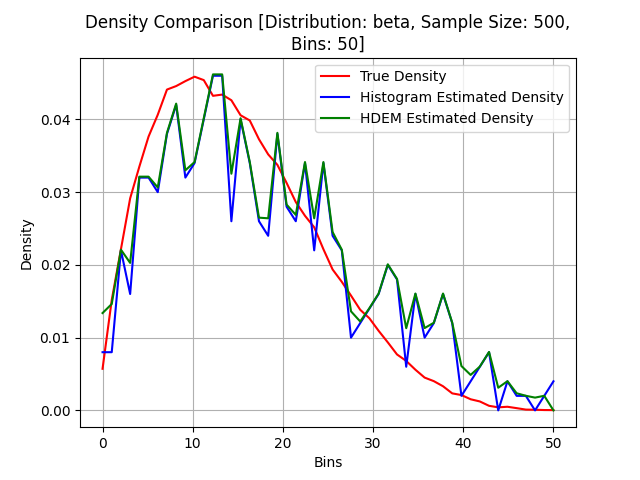 Density Comparison [Distribution: beta, Sample Size: 500,
Bins: 50]
True Density
Histogram Estimated Density
HDEM Estimated Density
Density
0.04
0.03
0.02
0.01
0.00
0 10 20 30 40 50
Bins